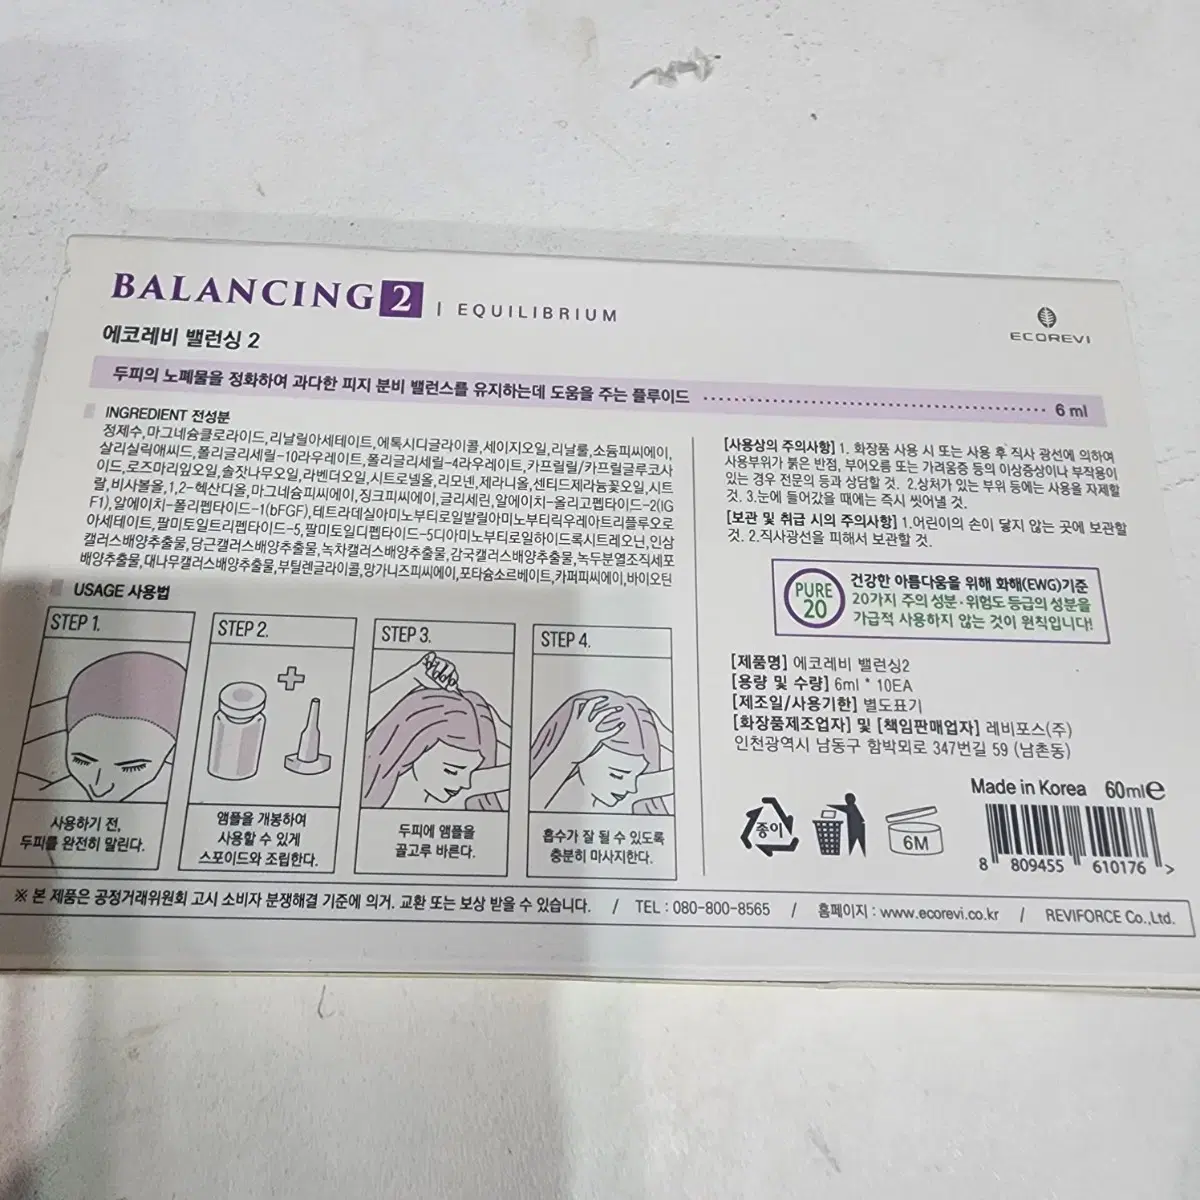 BALANCING 2 | EQUILIBRIUM
ECOREVI
에코레비 밸런싱 2
두피의 노폐물을 정화하여 과다한 피지 분비 밸런스를 유지하는데 도움을 주는 플루이드 6 ml
INGREDIENT 전성분
정제수,마그네슘클로라이드,리날릴아세테이트,에톡시디글라이콜,세이지오일,리날룰,소듐피씨에이,
살리실릭애씨드,폴리글리세릴-10라우레이트,폴리글리세릴-4라우레이트,카프릴릴/카프릴글루코사
이드,로즈마리잎오일,솔잣나무오일,라벤더오일,시트로넬올,리모넨,제라니올,센티드제라늄꽃오일,시트
랄,비사볼올,1,2-헥산디올,마그네슘피씨에이,징크피씨에이,글리세린,알에이치-올리고펩타이드-2(IG
F1),알에이치-폴리펩타이드-1(bFGF),테트라데실아미노부티로일발릴아미노부티릭우레아트리플루오로
아세테이트,팔미토일트리펩타이드-5,팔미토일디펩타이드-5디아미노부티로일하이드록시트레오닌,인삼
캘러스배양추출물,당근캘러스배양추출물,녹차캘러스배양추출물,감국캘러스배양추출물,녹두분열조직세포
배양추출물,대나무캘러스배양추출물,부틸렌글라이콜,망가니즈피씨에이,포타슘소르베이트,카퍼피씨에이,바이오틴
USAGE 사용법
STEP 1.
사용하기 전,
두피를 완전히 말린다.
STEP 2.
앰플을 개봉하여
사용할 수 있게
스포이드와 조립한다.
STEP 3.
두피에 앰플을
골고루 바른다.
STEP 4.
흡수가 잘 될 수 있도록
충분히 마사지한다.
[사용상의 주의사항] 1. 화장품 사용 시 또는 사용 후 직사 광선에 의하여
사용부위가 붉은 반점, 부어오름 또는 가려움증 등의 이상증상이나 부작용이
있는 경우 전문의 등과 상담할 것. 2.상처가 있는 부위 등에는 사용을 자제할
것. 3.눈에 들어갔을 때에는 즉시 씻어낼 것.
[보관 및 취급 시의 주의사항] 1.어린이의 손이 닿지 않는 곳에 보관할
것. 2.직사광선을 피해서 보관할 것.
PURE
20
건강한 아름다움을 위해 화해(EWG)기준
20가지 주의 성분·위험도 등급의 성분을
가급적 사용하지 않는 것이 원칙입니다!
[제품명] 에코레비 밸런싱2
[용량 및 수량] 6ml * 10EA
[제조일/사용기한] 별도표기
[화장품제조업자] 및 [책임판매업자] 레비포스(주)
인천광역시 남동구 함박뫼로 347번길 59 (남촌동)
Made in Korea 60ml℮
종이
6M
8 809455 610176 >
※ 본 제품은 공정거래위원회 고시 소비자 분쟁해결 기준에 의거. 교환 또는 보상 받을 수 있습니다. / TEL : 080-800-8565 / 홈페이지 : www.ecorevi.co.kr / REVIFORCE Co.,Ltd.